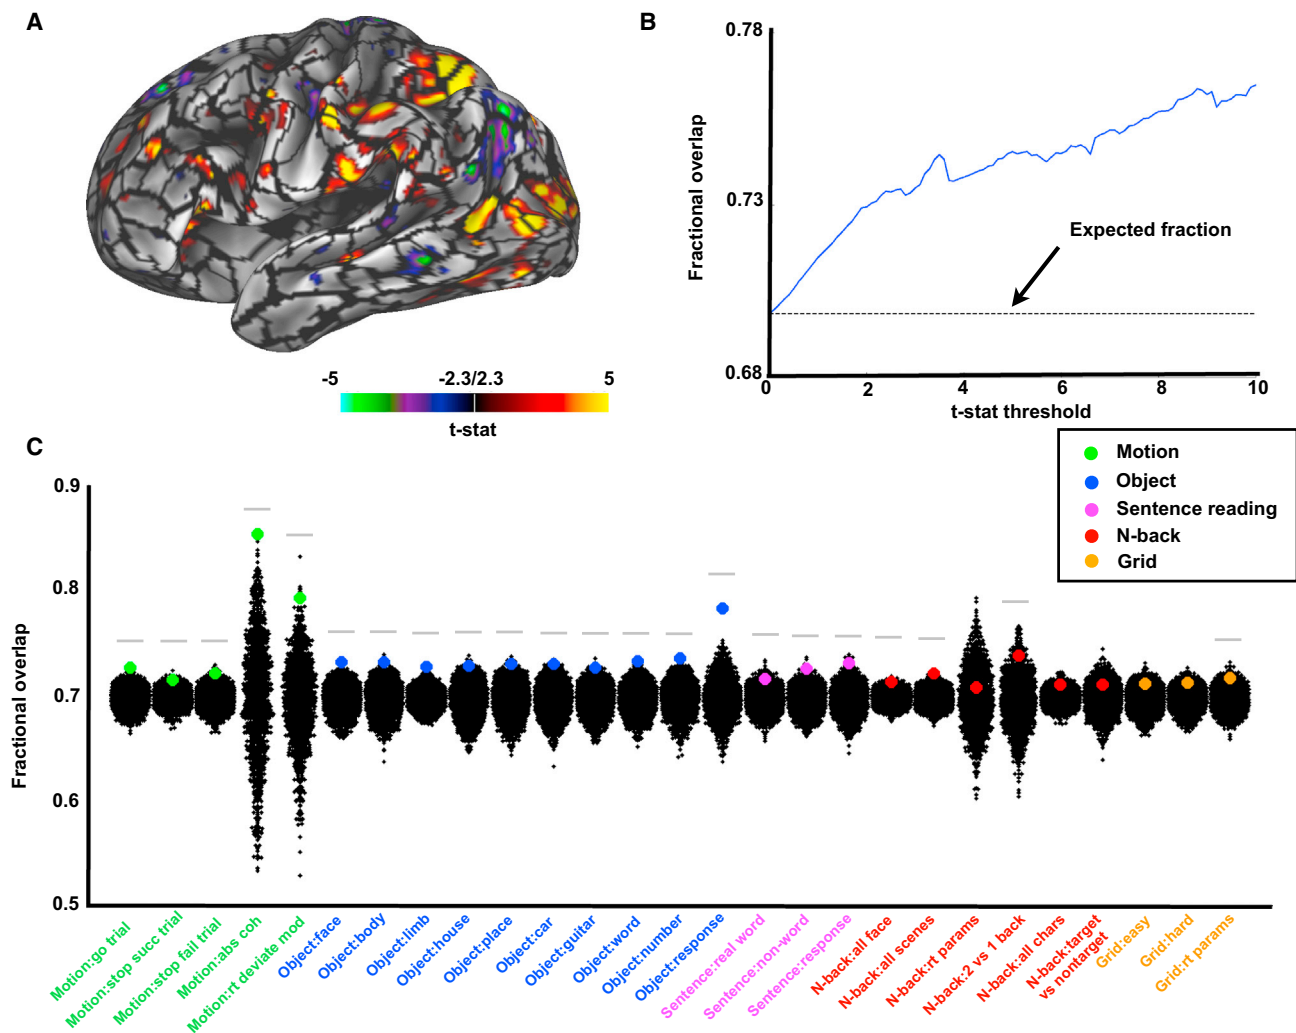 A
-5
-2.3/2.3
5
t-stat
B
0.78
0.73
0.68
Fractional overlap
Expected fraction
0
2
4
6
8
10
t-stat threshold
C
Motion
Object
Sentence reading
N-back
Grid
0.9
0.8
0.7
0.6
0.5
Fractional overlap
Motion:go trial
Motion:stop succ trial
Motion:stop fail trial
Motion:abs coh
Motion:rt deviate mod
Object:face
Object:body
Object:limb
Object:house
Object:place
Object:car
Object:guitar
Object:word
Object:number
Object:response
Sentence:real word
Sentence:non-word
Sentence:response
N-back:all face
N-back:all scenes
N-back:rt params
N-back:2 vs 1 back
N-back:all chars
N-back:target
vs nontarget
Grid:easy
Grid:hard
Grid:rt params